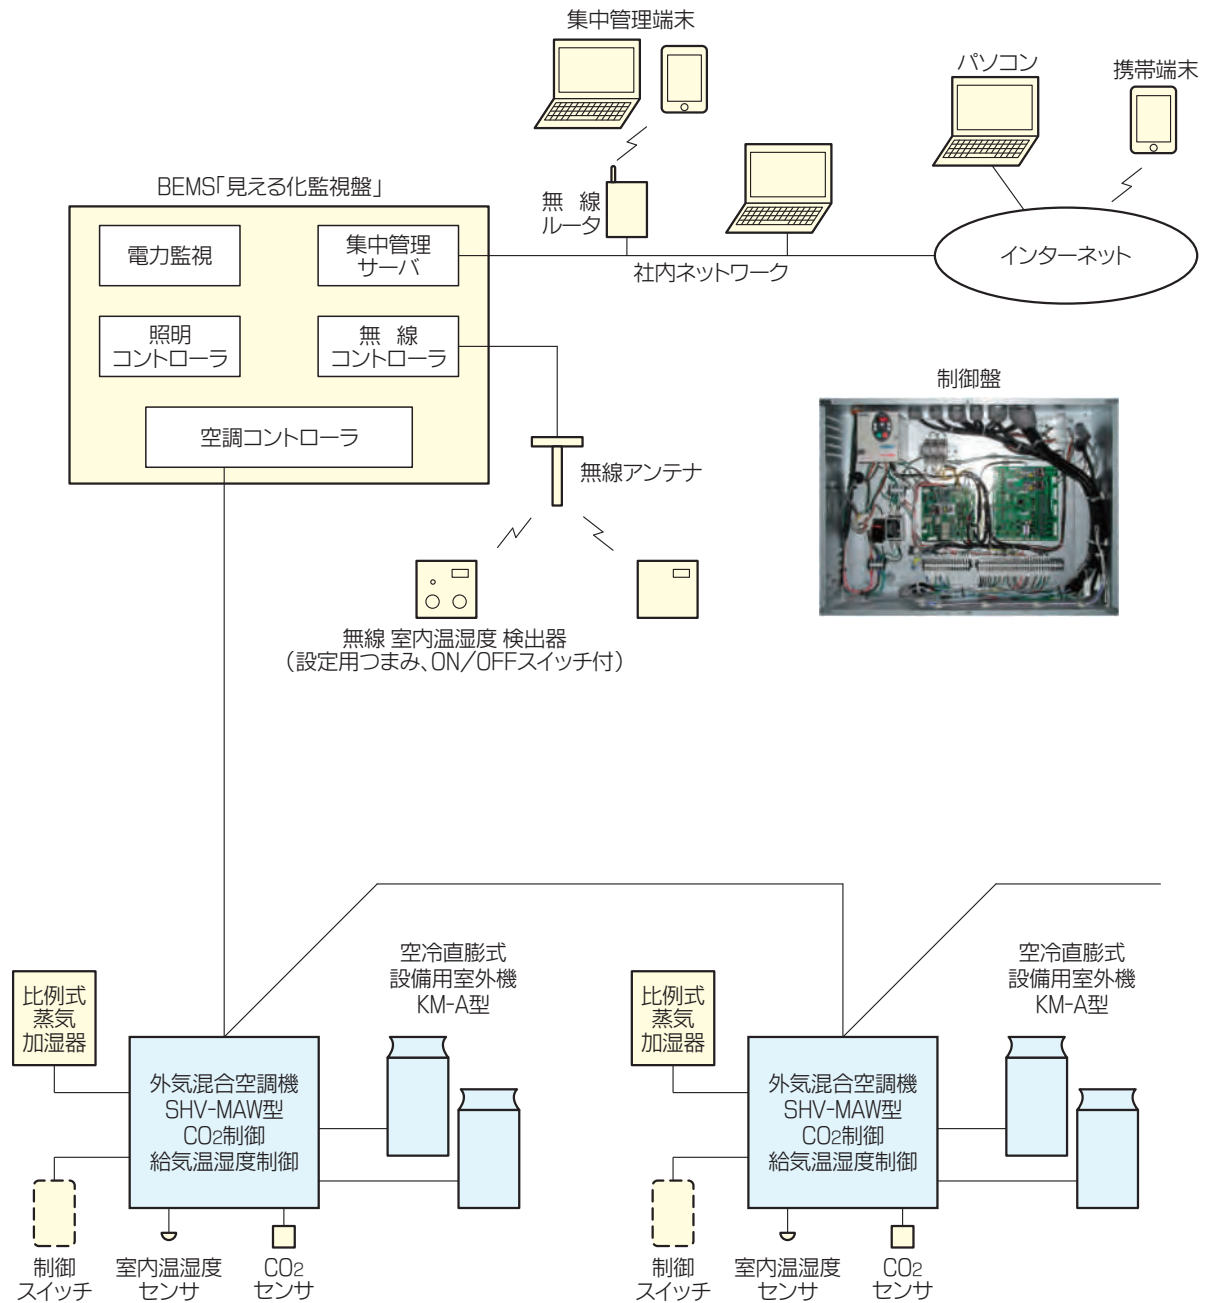 集中管理端末
パソコン
携帯端末
BEMS「見える化監視盤」
無 線
ルータ
電力監視
集中管理
サーバ
社内ネットワーク
インターネット
照明
コントローラ
無 線
コントローラ
制御盤
空調コントローラ
無線アンテナ
無線 室内温湿度 検出器
（設定用つまみ、ON/OFFスイッチ付）
空冷直膨式
設備用室外機
KM-A型
比例式
蒸気
加湿器
外気混合空調機
SHV-MAW型
CO2制御
給気温湿度制御
制御
スイッチ
室内温湿度
センサ
CO2
センサ
空冷直膨式
設備用室外機
KM-A型
比例式
蒸気
加湿器
外気混合空調機
SHV-MAW型
CO2制御
給気温湿度制御
制御
スイッチ
室内温湿度
センサ
CO2
センサ